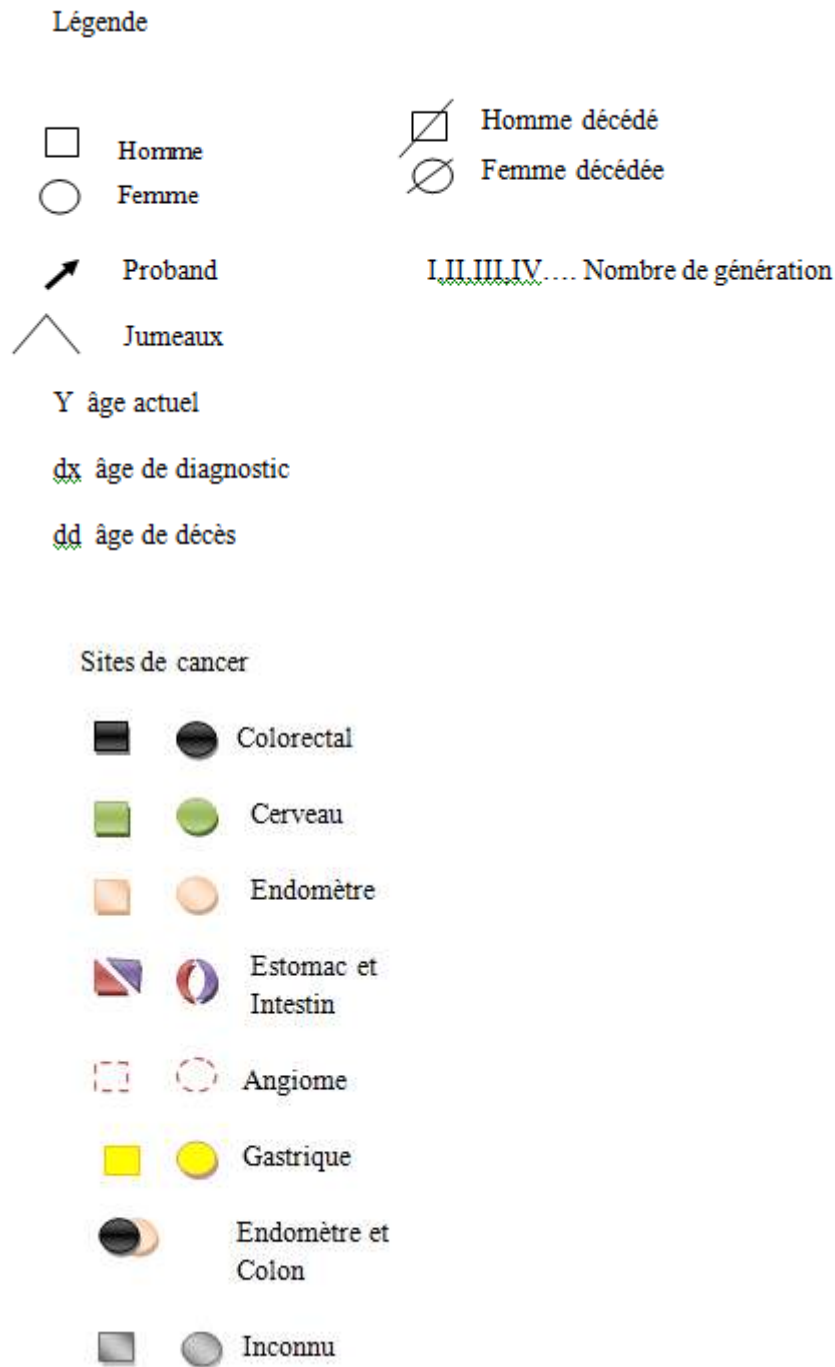 Légende
Homme
Homme décédé
Femme
Femme décédée
Proband
I,II,III,IV…. Nombre de génération
Jumeaux
Y âge actuel
dx âge de diagnostic
dd âge de décès
Sites de cancer
Colorectal
Cerveau
Endomètre
Estomac et
Intestin
Angiome
Gastrique
Endomètre et
Colon
Inconnu